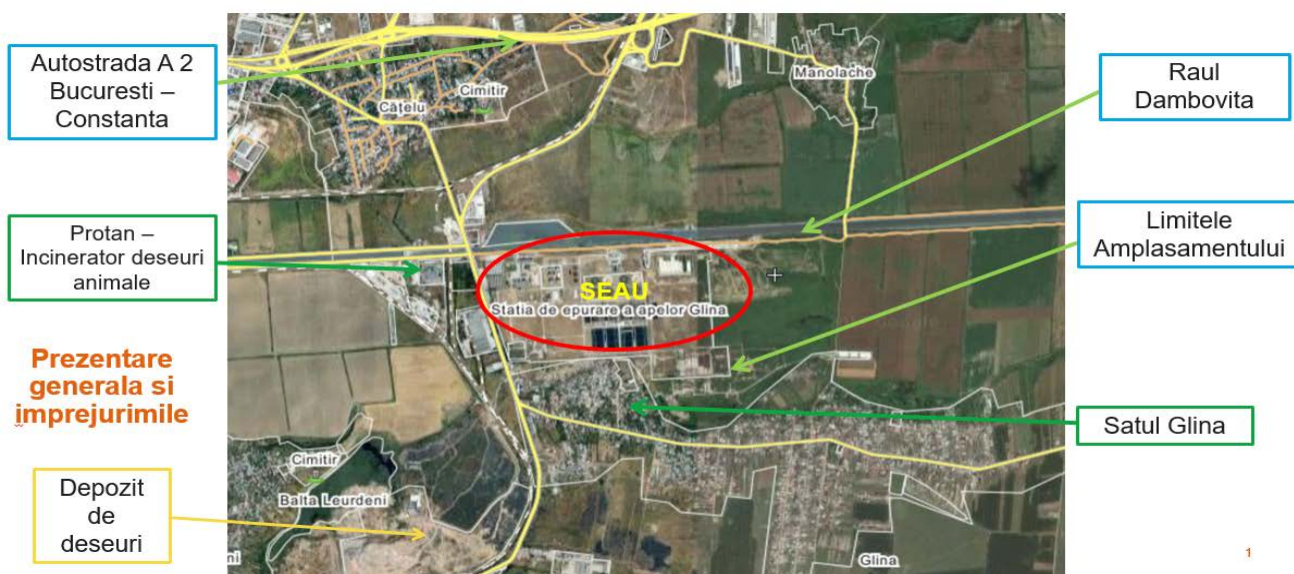 Autostrada A 2
Bucuresti –
Constanta
Protan –
Incinerator deseuri
animale
Prezentare
generala si
imprejurimile
Depozit
de
deseuri
Manolache
Cimitir
Cățelu
SEAU
Statia de epurare a apelor Glina
Cimitir
Balta Leurdeni
ni
Glina
Raul
Dambovita
Limitele
Amplasamentului
Satul Glina
1